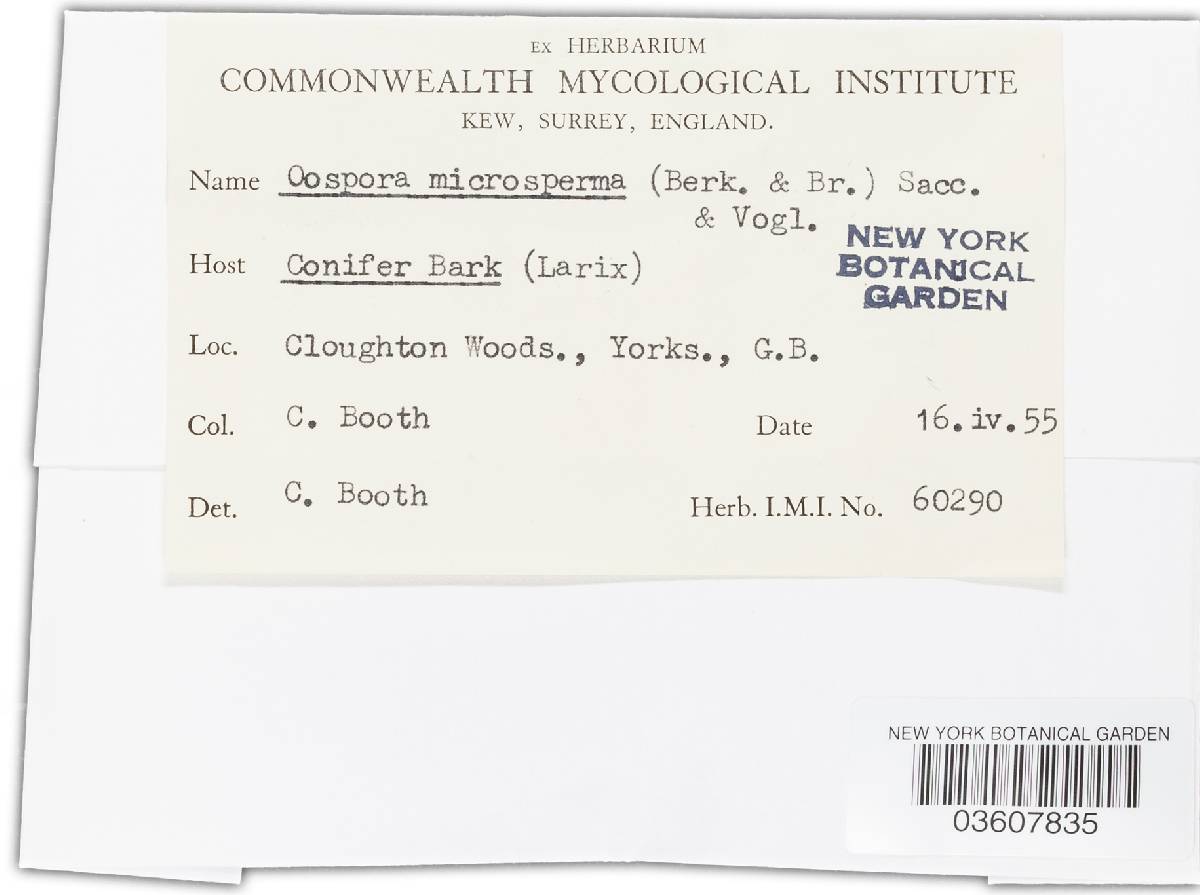 EX HERBARIUM
COMMONWEALTH MYCOLOGICAL INSTITUTE
KEW, SURREY, ENGLAND.
Name Oospora microsperma (Berk. & Br.) Sacc.
& Vogl.
NEW YORK
BOTANICAL
GARDEN
Host Conifer Bark (Larix)
Loc. Cloughton Woods., Yorks., G.B.
Col. C. Booth Date 16.iv.55
Det. C. Booth Herb. I.M.I. No. 60290
NEW YORK BOTANICAL GARDEN
03607835